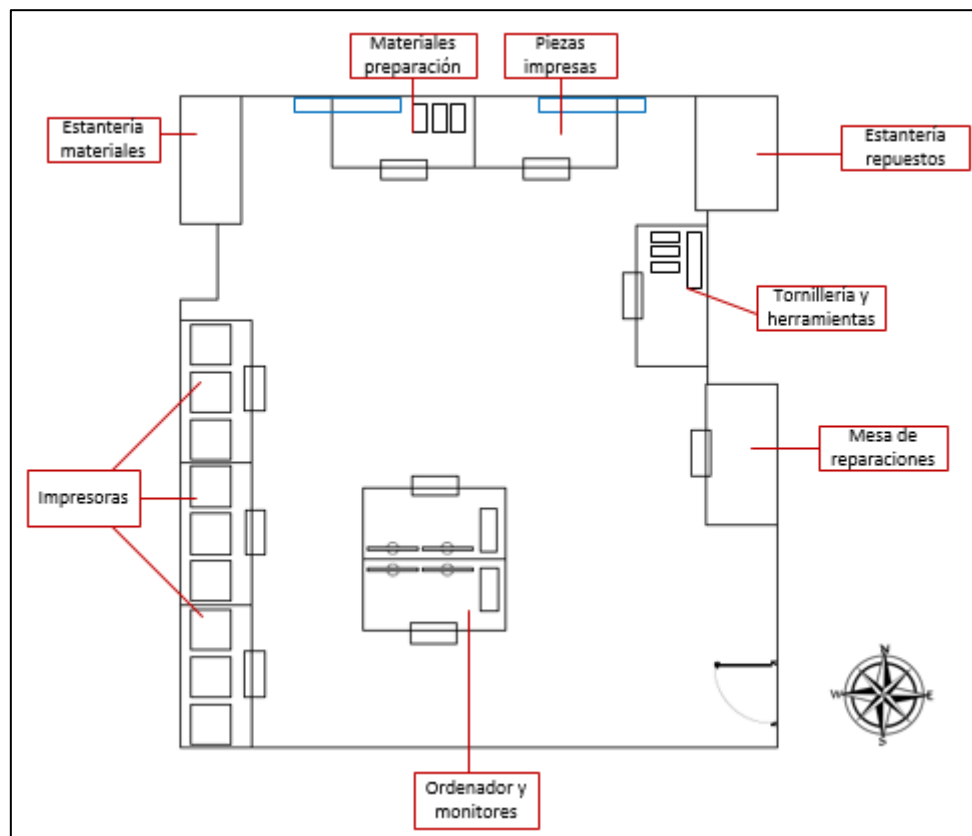 Materiales
preparación
Piezas
impresas
Estantería
materiales
Estantería
repuestos
Tornillería y
herramientas
Mesa de
reparaciones
Impresoras
Ordenador y
monitores
N
W
E
S